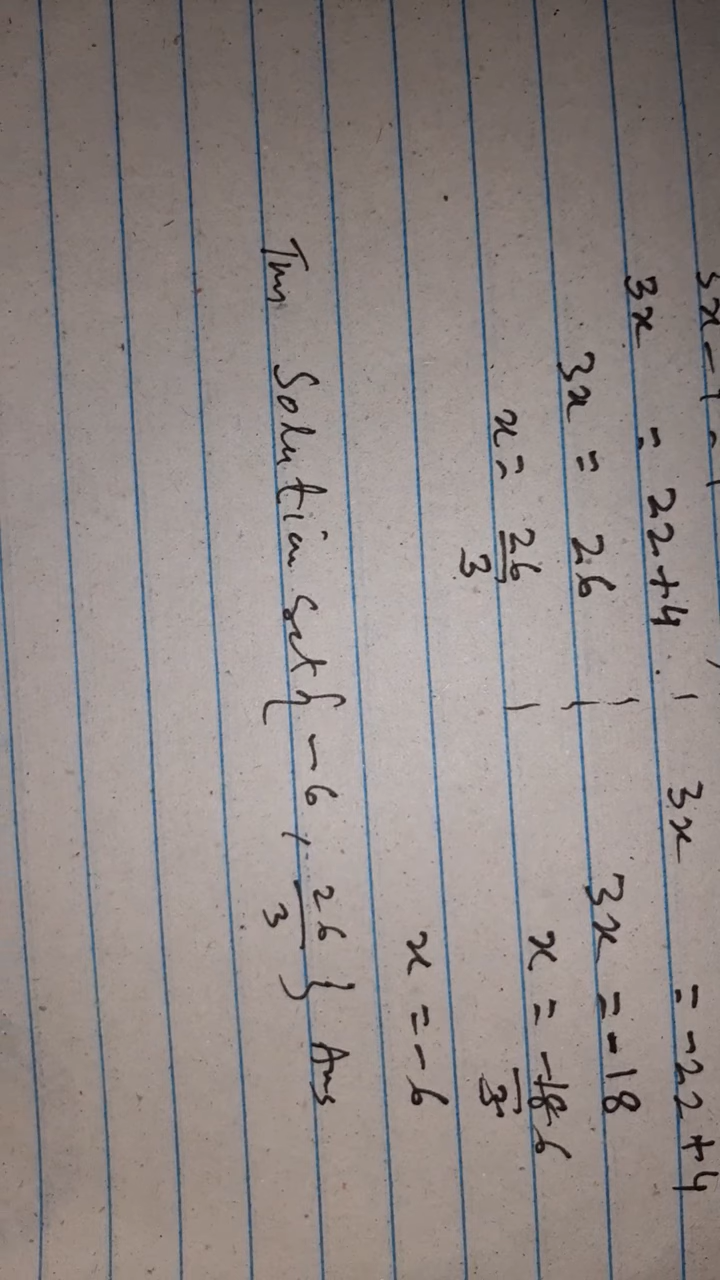 3x = 22+4 | 3x = -22+4
3x = 26 | 3x = -18
x = 26/3 | x = -18/3 -6
x = -6
Solution set { -6, 26/3 } Ans